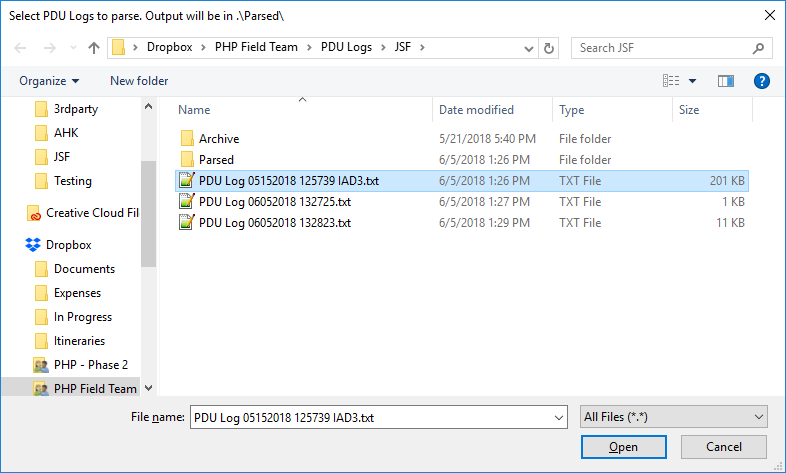 Select PDU Logs to parse. Output will be in .\Parsed\
Dropbox > PHP Field Team > PDU Logs > JSF >
Search JSF
Organize
New folder
?
Name
Date modified
Type
Size
3rdparty
AHK
JSF
Testing
Creative Cloud Fil
Dropbox
Documents
Expenses
In Progress
Itineraries
PHP - Phase 2
PHP Field Team
Archive 5/21/2018 5:40 PM File folder
Parsed 6/5/2018 1:26 PM File folder
PDU Log 05152018 125739 IAD3.txt 6/5/2018 1:26 PM TXT File 201 KB
PDU Log 06052018 132725.txt 6/5/2018 1:27 PM TXT File 1 KB
PDU Log 06052018 132823.txt 6/5/2018 1:29 PM TXT File 11 KB
File name:
PDU Log 05152018 125739 IAD3.txt
All Files (*.*)
Open
Cancel